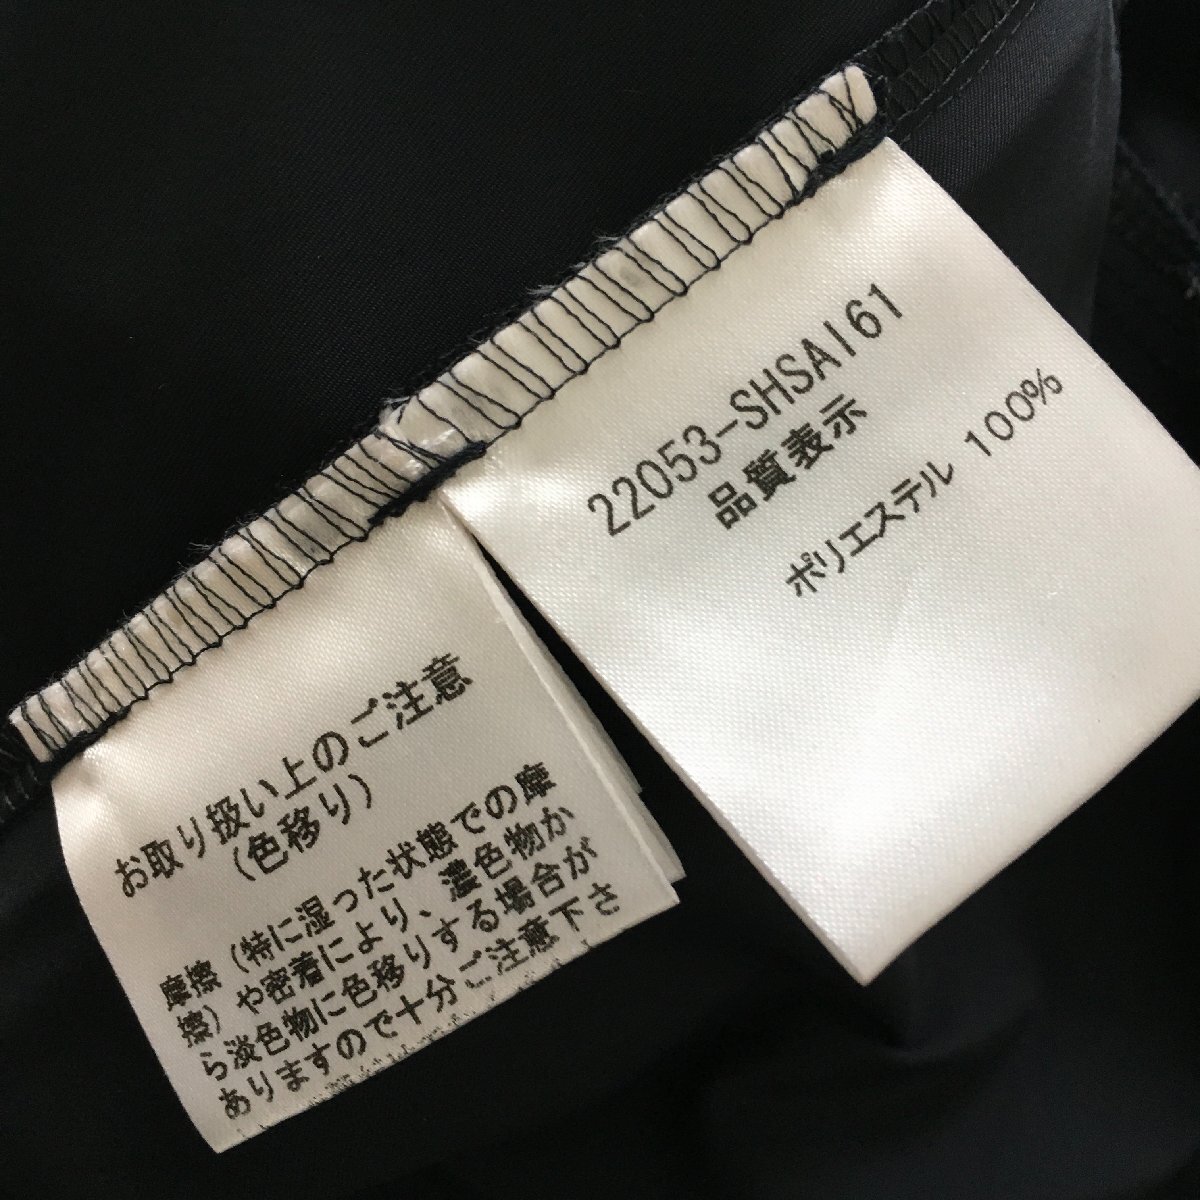 22053-SHSA161
品質表示
ポリエステル 100%
お取り扱い上のご注意
(色移り)
摩擦(特に湿った状態での摩
擦)や密着により、濃色物か
ら淡色物に色移りする場合が
ありますので十分ご注意下さ